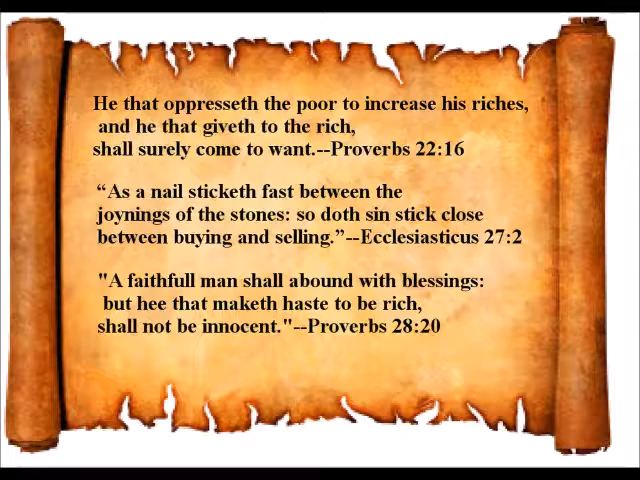 He that oppresseth the poor to increase his riches,
and he that giveth to the rich,
shall surely come to want.--Proverbs 22:16
“As a nail sticketh fast between the
joynings of the stones: so doth sin stick close
between buying and selling.”--Ecclesiasticus 27:2
"A faithfull man shall abound with blessings:
but hee that maketh haste to be rich,
shall not be innocent."--Proverbs 28:20